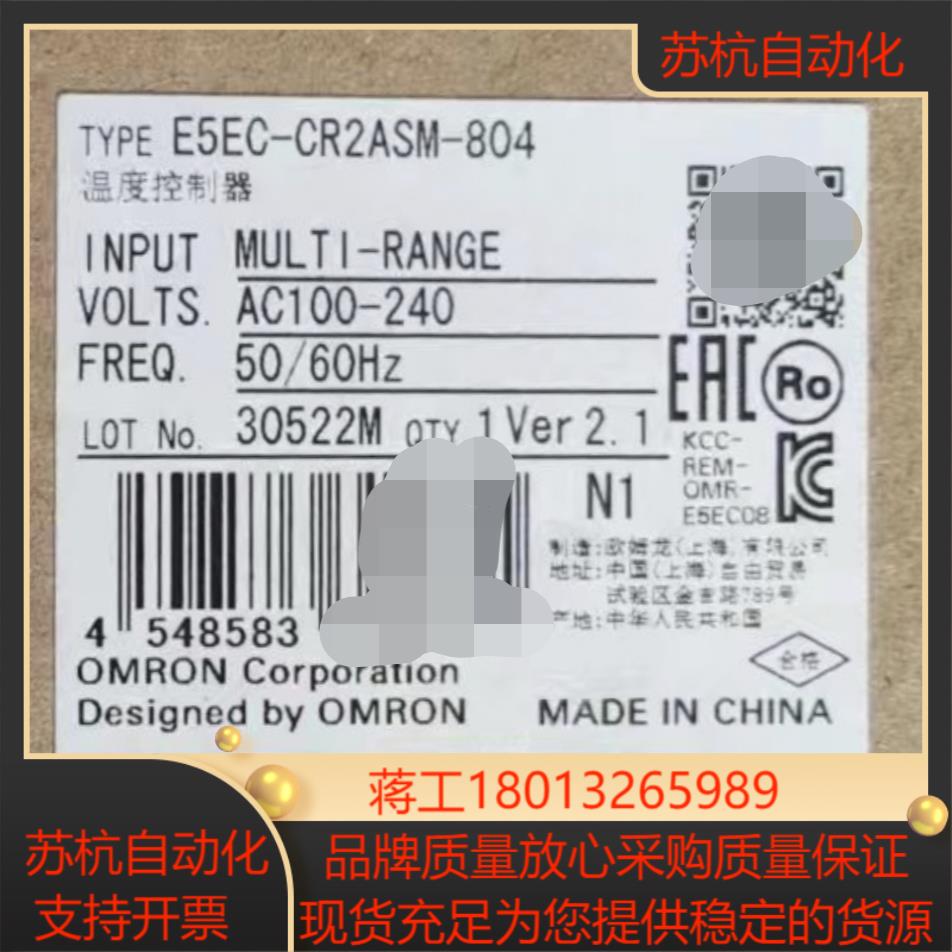 苏杭自动化
TYPE E5EC-CR2ASM-804
温度控制器
INPUT MULTI-RANGE
VOLTS. AC100-240
FREQ. 50/60Hz
LOT No. 30522M QTY 1 Ver 2.1
EAC
Ro
KCC-
REM-
OMR-
E5EC08
N1
制造:欧姆龙(上海)有限公司
地址:中国(上海)自由贸易
试验区金吉路789号
产地:中华人民共和国
4 548583
合格
OMRON Corporation
Designed by OMRON MADE IN CHINA
蒋工18013265989
苏杭自动化
支持开票
品牌质量放心采购质量保证
现货充足为您提供稳定的货源